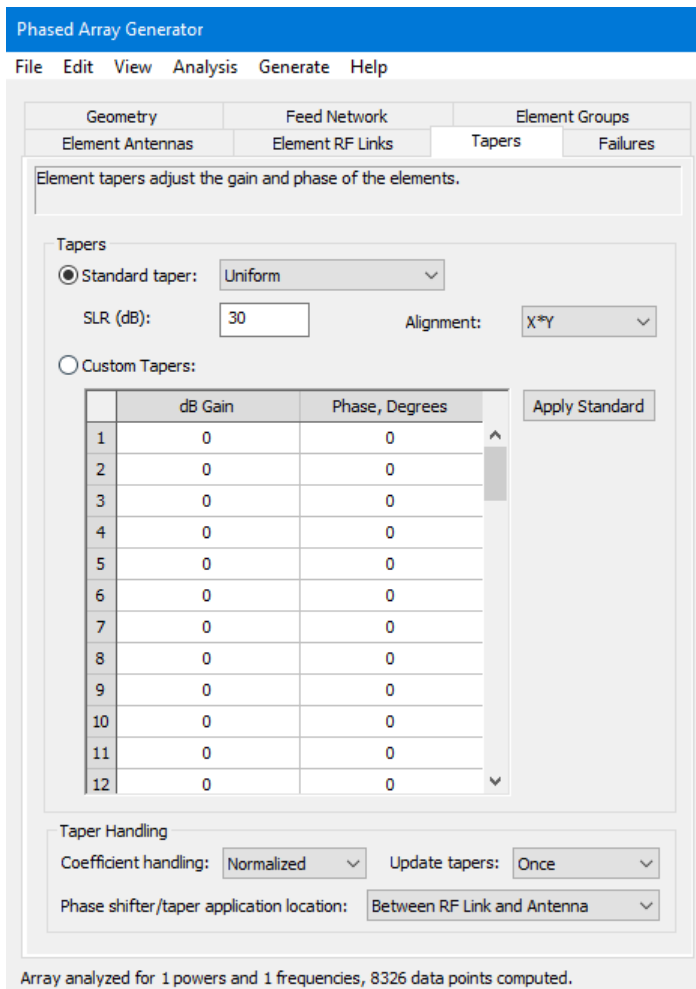 Phased Array Generator
File Edit View Analysis Generate Help
Geometry Feed Network Element Groups
Element Antennas Element RF Links Tapers Failures
Element tapers adjust the gain and phase of the elements.
Tapers
Standard taper: Uniform
SLR (dB): 30 Alignment: X*Y
Custom Tapers:
dB Gain Phase, Degrees Apply Standard
1 0 0
2 0 0
3 0 0
4 0 0
5 0 0
6 0 0
7 0 0
8 0 0
9 0 0
10 0 0
11 0 0
12 0 0
Taper Handling
Coefficient handling: Normalized Update tapers: Once
Phase shifter/taper application location: Between RF Link and Antenna
Array analyzed for 1 powers and 1 frequencies, 8326 data points computed.